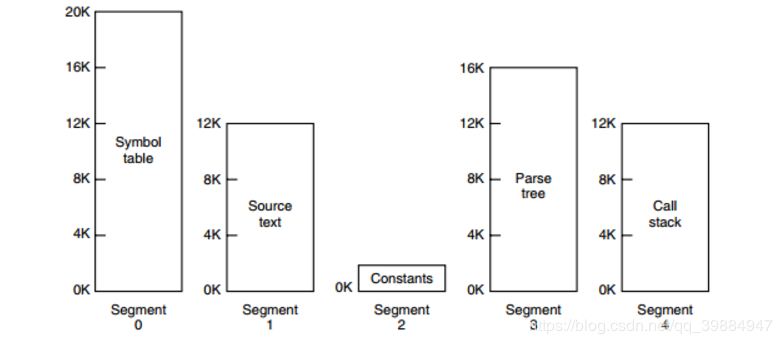 20K
16K
12K
8K
4K
0K
Symbol
table
Segment
0
12K
8K
4K
0K
Source
text
Segment
1
0K
Constants
Segment
2
16K
12K
8K
4K
0K
Parse
tree
Segment
3
12K
8K
4K
0K
Call
stack
Segment
4
https://blog.csdn.net/qq_39884947